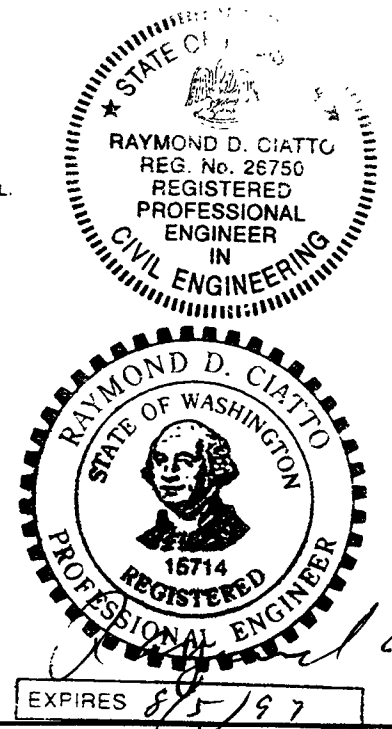 STATE OF
RAYMOND D. CIATTO
REG. No. 26750
REGISTERED
PROFESSIONAL
ENGINEER
IN
CIVIL ENGINEERING
L.
RAYMOND D. CIATTO
STATE OF WASHINGTON
15714
REGISTERED
PROFESSIONAL ENGINEER
EXPIRES 8/5/97